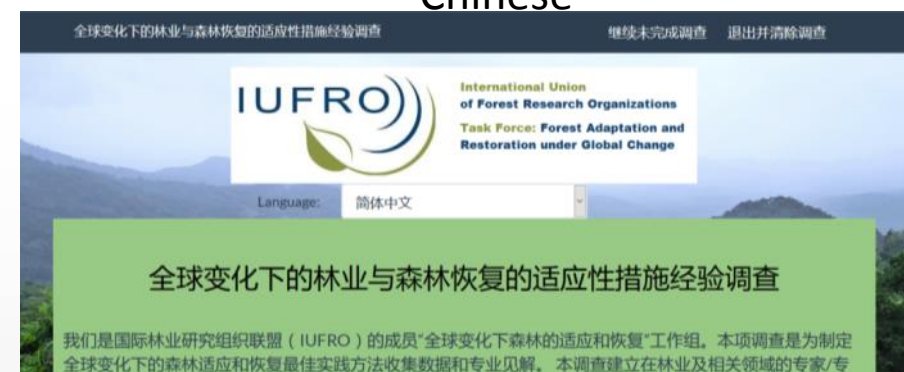 Chinese
全球变化下的林业与森林恢复的适应性措施经验调查 继续未完成调查 退出并清除调查
IUFRO
International Union
of Forest Research Organizations
Task Force: Forest Adaptation and
Restoration under Global Change
Language: 简体中文
全球变化下的林业与森林恢复的适应性措施经验调查
我们是国际林业研究组织联盟（IUFRO）的成员“全球变化下森林的适应和恢复”工作组。本项调查是为制定
全球变化下的森林适应和恢复最佳实践方法收集数据和专业见解。 本调查建立在林业及相关领域的专家/专